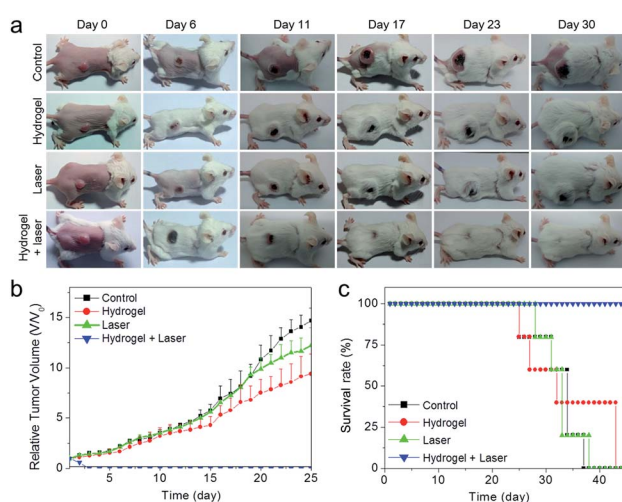 a
Day 0 Day 6 Day 11 Day 17 Day 23 Day 30
Control
Hydrogel
Laser
Hydrogel
+ laser
b
Relative Tumor Volume (V/V₀)
15
10
5
0
Control
Hydrogel
Laser
Hydrogel + Laser
5 10 15 20 25
Time (day)
c
Survival rate (%)
100
75
50
25
0
Control
Hydrogel
Laser
Hydrogel + Laser
0 10 20 30 40
Time (day)